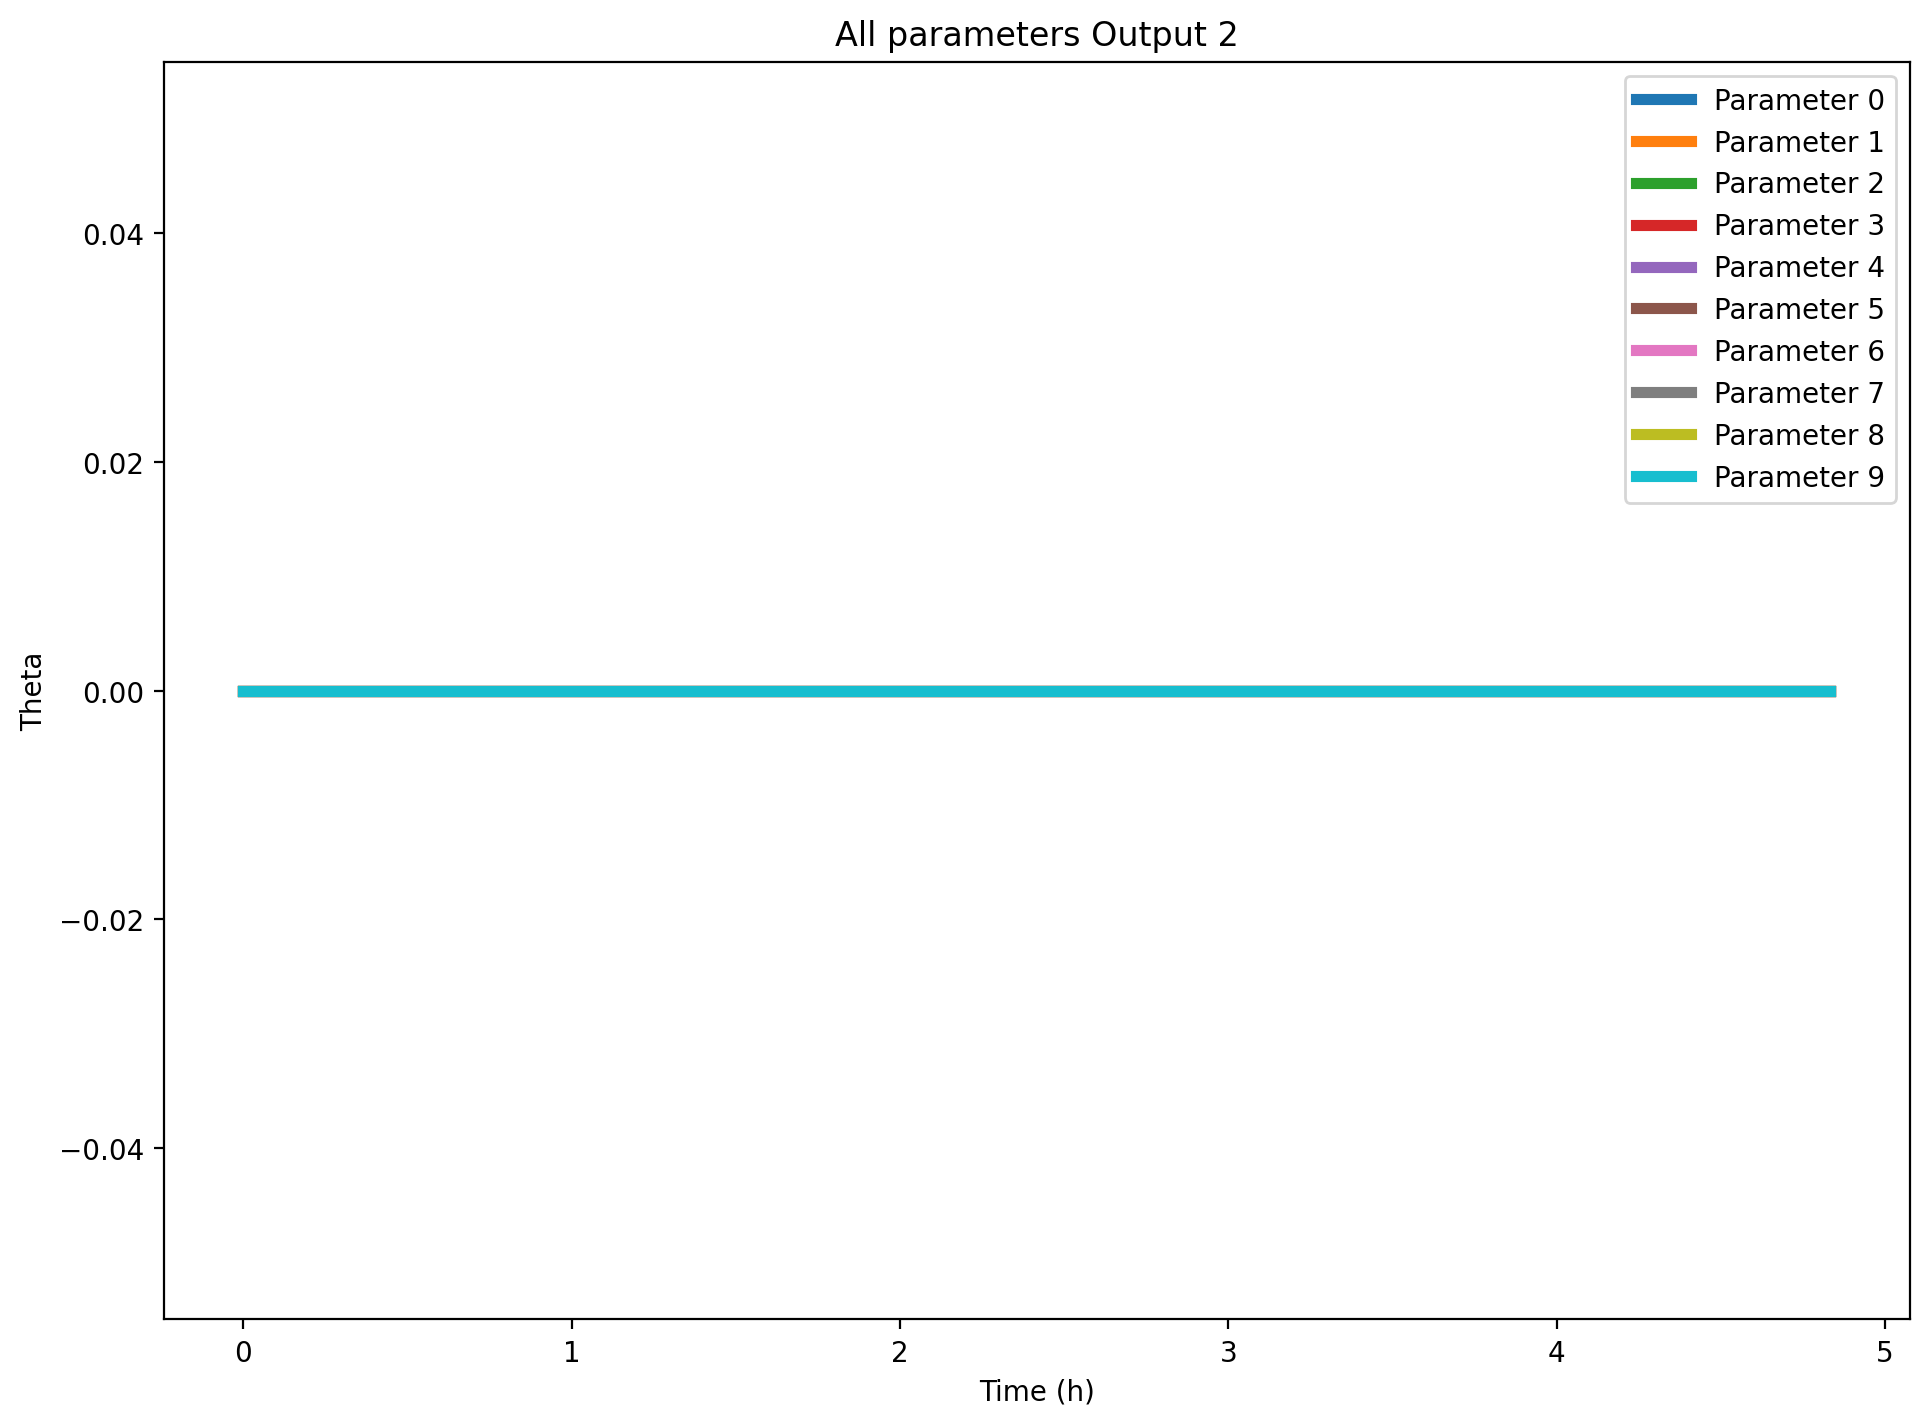 All parameters Output 2
Parameter 0
Parameter 1
Parameter 2
Parameter 3
Parameter 4
Parameter 5
Parameter 6
Parameter 7
Parameter 8
Parameter 9
0.04
0.02
0.00
−0.02
−0.04
Theta
0 1 2 3 4 5
Time (h)